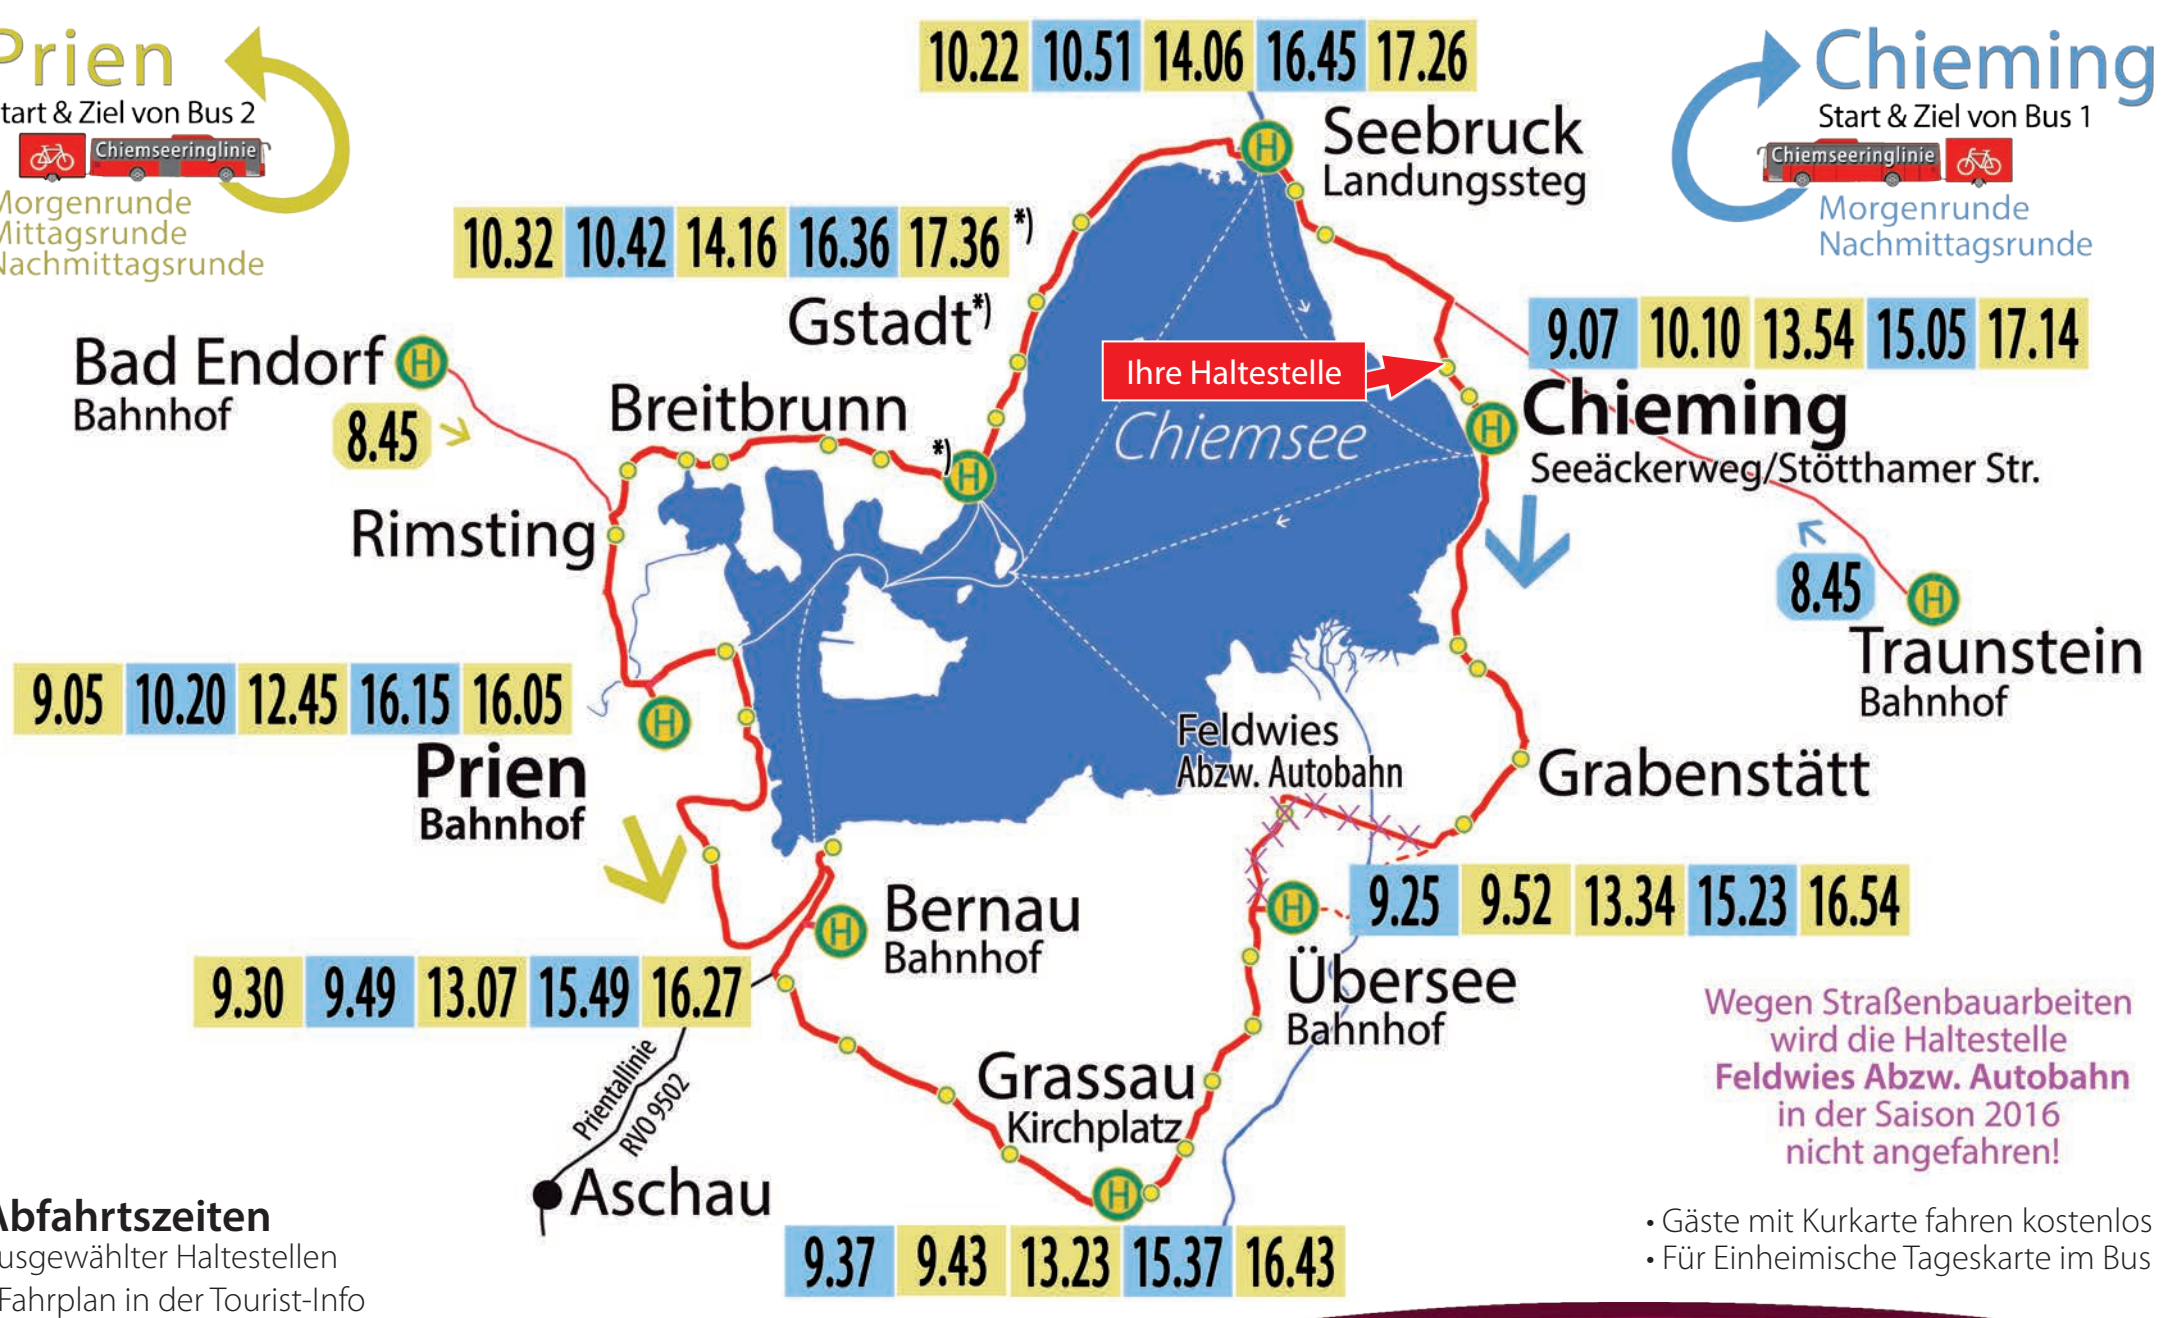 Prien
Start & Ziel von Bus 2
Chiemseeringlinie
Morgenrunde
Mittagsrunde
Nachmittagsrunde
10.22 10.51 14.06 16.45 17.26
Seebruck
Landungssteg
Chieming
Start & Ziel von Bus 1
Chiemseeringlinie
Morgenrunde
Nachmittagsrunde
10.32 10.42 14.16 16.36 17.36 *)
Gstadt*)
9.07 10.10 13.54 15.05 17.14
Chieming
Seeäckerweg/Stötthamer Str.
Ihre Haltestelle
Chiemsee
Bad Endorf H
Bahnhof
8.45
Breitbrunn
*)
H
H
H
Rimsting
8.45
H
Traunstein
Bahnhof
9.05 10.20 12.45 16.15 16.05
H
Prien
Bahnhof
Feldwies
Abzw. Autobahn
Grabenstätt
H
Bernau
Bahnhof
9.30 9.49 13.07 15.49 16.27
H
9.25 9.52 13.34 15.23 16.54
Übersee
Bahnhof
Prientallinie
RVO 9502
Aschau
Grassau
Kirchplatz
H
9.37 9.43 13.23 15.37 16.43
Wegen Straßenbauarbeiten
wird die Haltestelle
Feldwies Abzw. Autobahn
in der Saison 2016
nicht angefahren!
Abfahrtszeiten
ausgewählter Haltestellen
Fahrplan in der Tourist-Info
• Gäste mit Kurkarte fahren kostenlos
• Für Einheimische Tageskarte im Bus